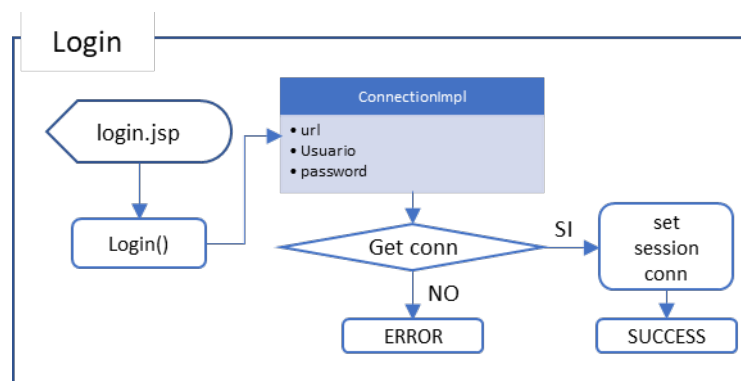 Login
login.jsp
Login()
ConnectionImpl
• url
• Usuario
• password
Get conn
SI
set
session
conn
NO
ERROR
SUCCESS